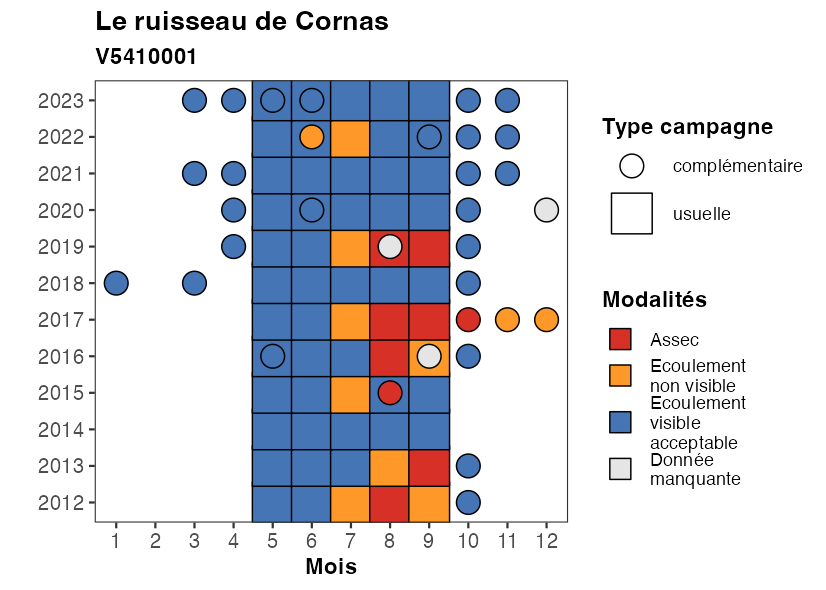 Le ruisseau de Cornas
V5410001
2023
2022
2021
2020
2019
2018
2017
2016
2015
2014
2013
2012
1 2 3 4 5 6 7 8 9 10 11 12
Mois
Type campagne
complémentaire
usuelle
Modalités
Assec
Ecoulement
non visible
Ecoulement
visible
acceptable
Donnée
manquante